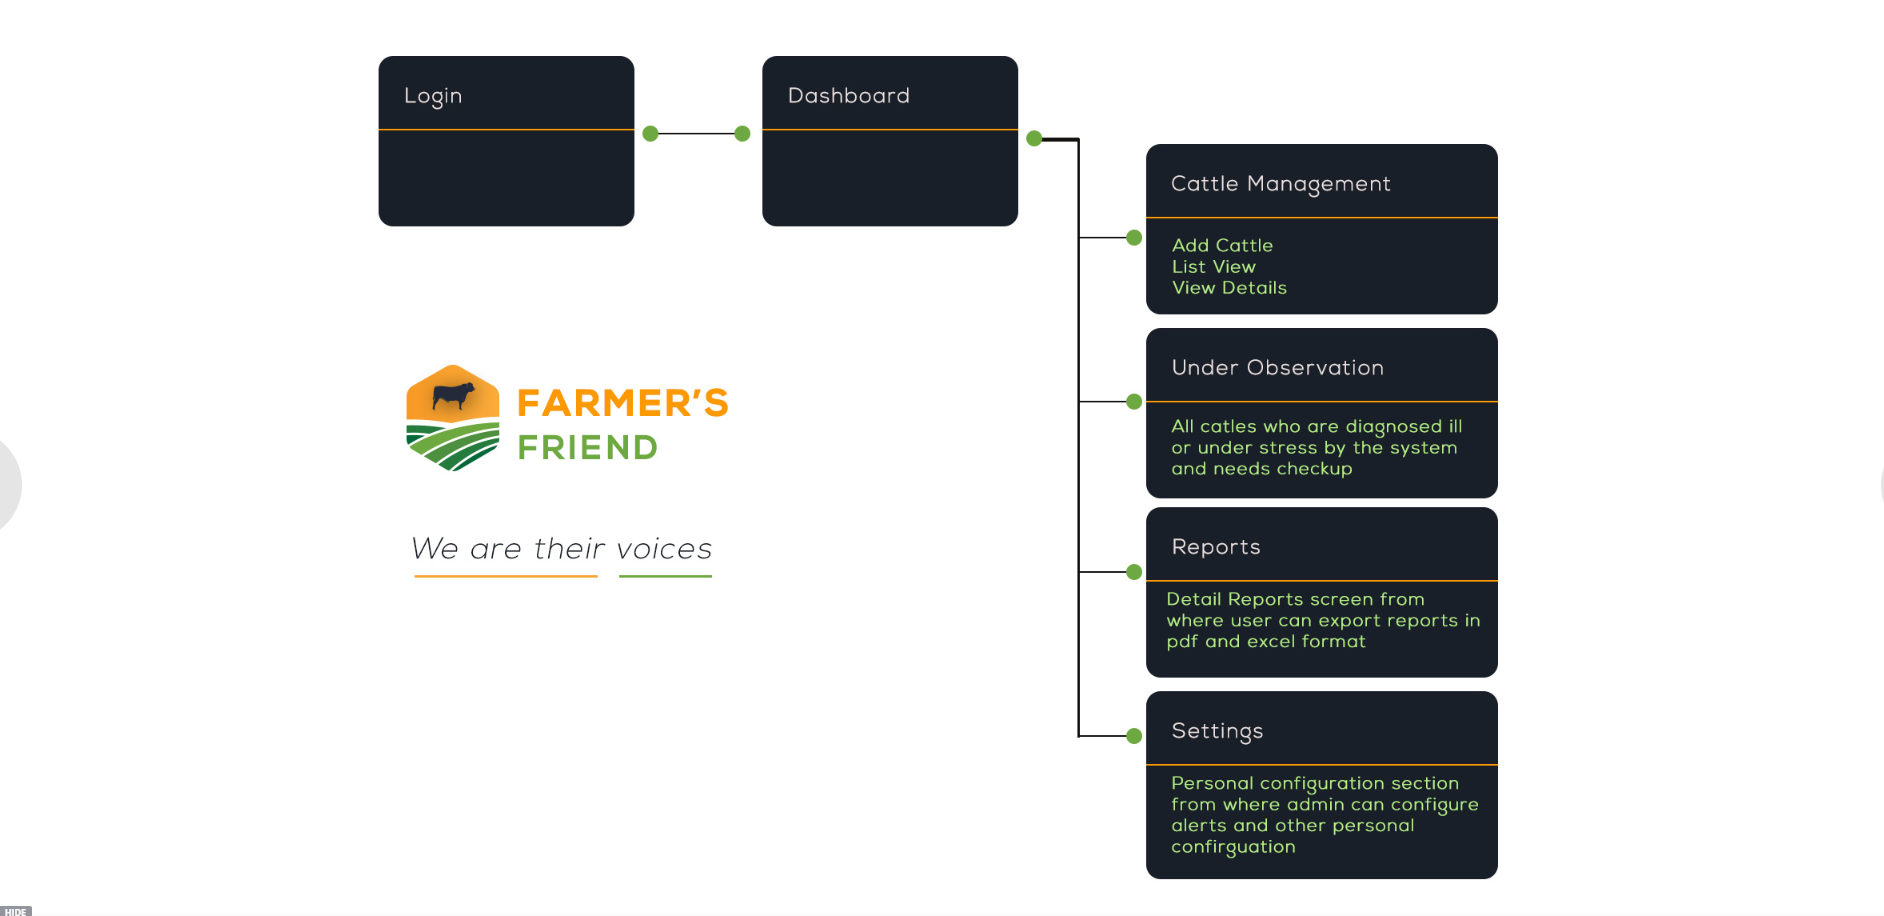 Login
Dashboard
Cattle Management
Add Cattle
List View
View Details
Under Observation
All catles who are diagnosed ill
or under stress by the system
and needs checkup
FARMER'S
FRIEND
We are their voices
Reports
Detail Reports screen from
where user can export reports in
pdf and excel format
Settings
Personal configuration section
from where admin can configure
alerts and other personal
confirguation
HIDE